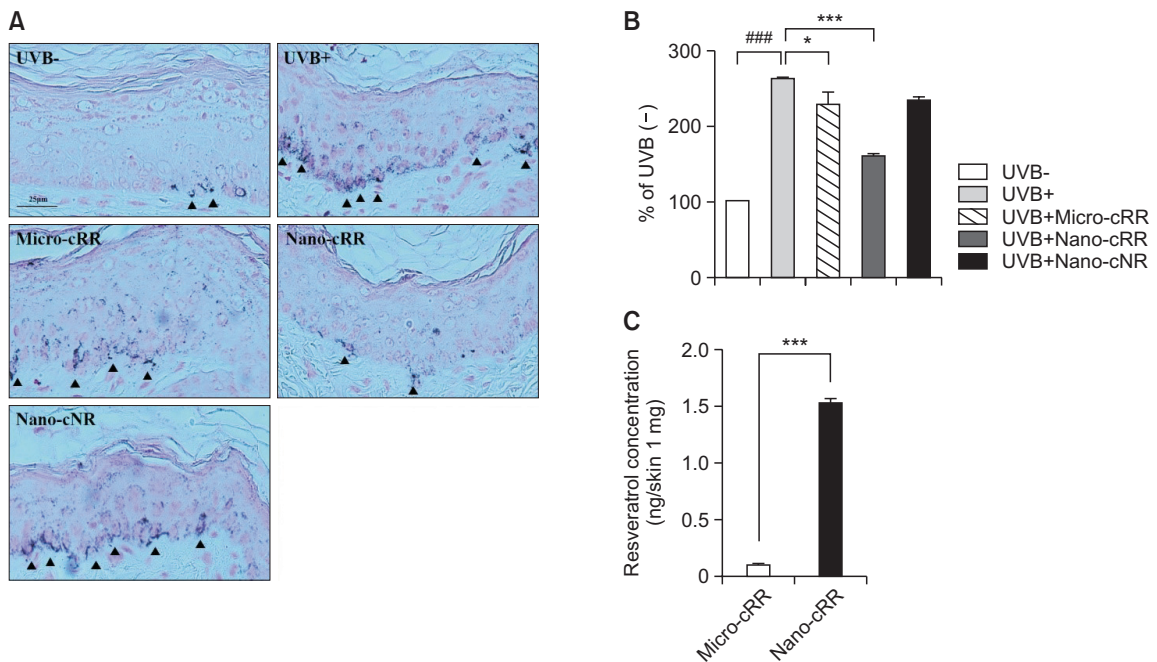 A
UVB-
25μm
UVB+
Micro-cRR
Nano-cRR
Nano-cNR
B
***
###
*
300
200
100
0
% of UVB (−)
UVB-
UVB+
UVB+Micro-cRR
UVB+Nano-cRR
UVB+Nano-cNR
C
***
2.0
1.5
1.0
0.5
0
Resveratrol concentration
(ng/skin 1 mg)
Micro-cRR
Nano-cRR